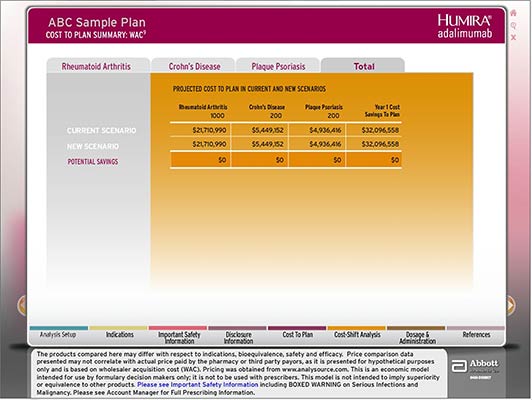 ABC Sample Plan
COST TO PLAN SUMMARY: WAC9
HUMIRA®
adalimumab
Rheumatoid Arthritis
Crohn's Disease
Plaque Psoriasis
Total
PROJECTED COST TO PLAN IN CURRENT AND NEW SCENARIOS
Rheumatoid Arthritis Crohn's Disease Plaque Psoriasis Year 1 Cost
1000 200 200 Savings To Plan
CURRENT SCENARIO $21,710,990 $5,449,152 $4,936,416 $32,096,558
NEW SCENARIO $21,710,990 $5,449,152 $4,936,416 $32,096,558
POTENTIAL SAVINGS $0 $0 $0 $0
Analysis Setup
Indications
Important Safety
Information
Disclosure
Information
Cost To Plan
Cost-Shift Analysis
Dosage &
Administration
References
The products compared here may differ with respect to indications, bioequivalence, safety and efficacy. Price comparison data
presented may not correlate with actual price paid by the pharmacy or third party payors, as it is presented for hypothetical purposes
only and is based on wholesaler acquisition cost (WAC). Pricing was obtained from www.analysource.com. This is an economic model
intended for use by formulary decision makers only; it is not to be used with prescribers. This model is not intended to imply superiority
or equivalence to other products. Please see Important Safety Information including BOXED WARNING on Serious Infections and
Malignancy. Please see Account Manager for Full Prescribing Information.
Abbott